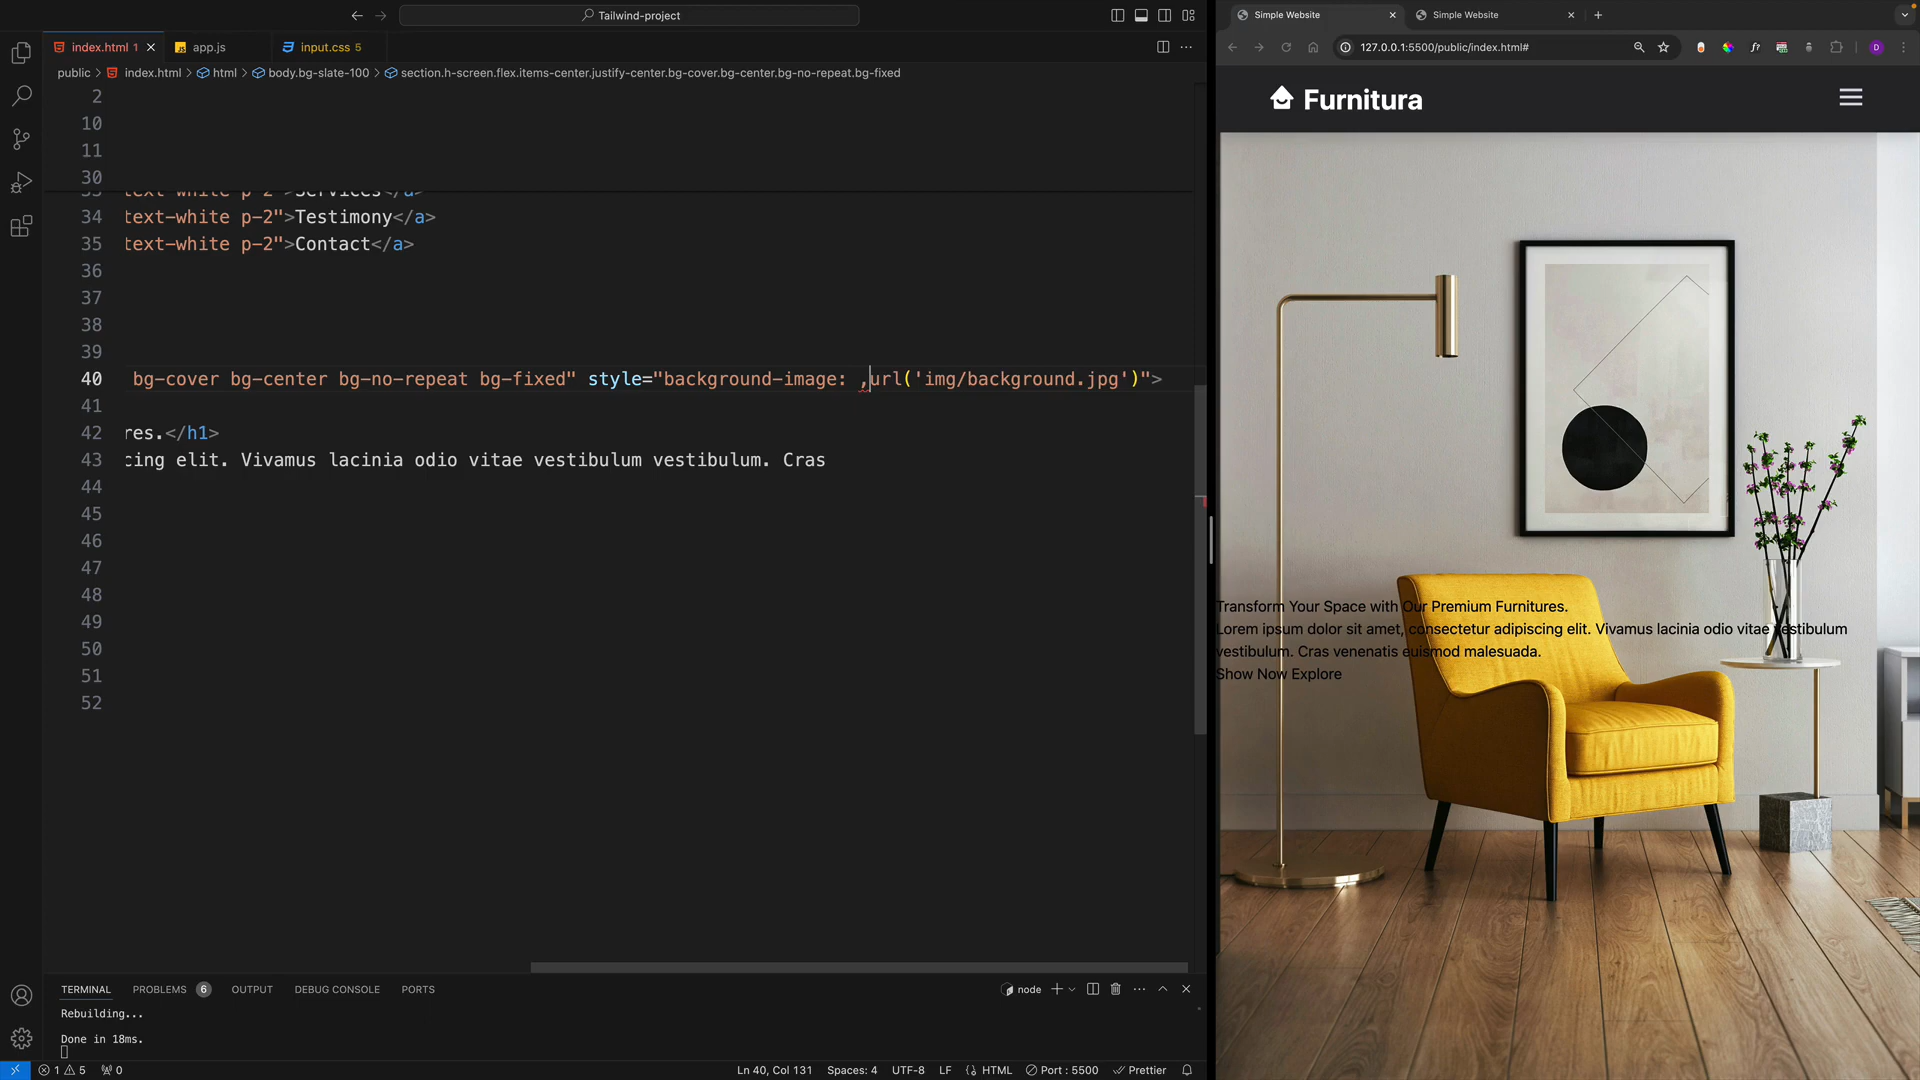 Tailwind-project
index.html 1
app.js
input.css 5
public > index.html > html > body.bg-slate-100 > section.h-screen.flex.items-center.justify-center.bg-cover.bg-center.bg-no-repeat.bg-fixed
2
10
11
30
33 text-white p-2">Services</a>
34 text-white p-2">Testimony</a>
35 text-white p-2">Contact</a>
36
37
38
39
40 bg-cover bg-center bg-no-repeat bg-fixed" style="background-image: ,url('img/background.jpg')">
41
42 res.</h1>
43 cing elit. Vivamus lacinia odio vitae vestibulum vestibulum. Cras
44
45
46
47
48
49
50
51
52
TERMINAL PROBLEMS 6 OUTPUT DEBUG CONSOLE PORTS
node
Rebuilding...
Done in 18ms.
1 5 0
Ln 40, Col 131 Spaces: 4 UTF-8 LF HTML Port : 5500 Prettier
Simple Website
Simple Website
127.0.0.1:5500/public/index.html#
D
Furnitura
Transform Your Space with Our Premium Furnitures.
Lorem ipsum dolor sit amet, consectetur adipiscing elit. Vivamus lacinia odio vitae vestibulum
vestibulum. Cras venenatis euismod malesuada.
Show Now Explore